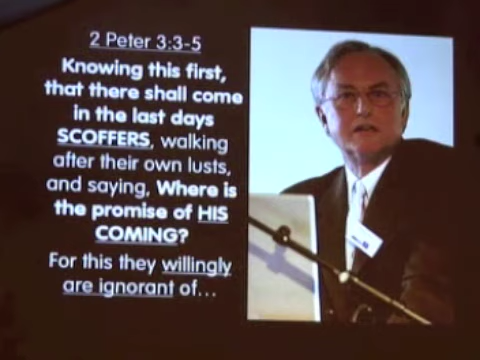 2 Peter 3:3-5
Knowing this first,
that there shall come
in the last days
SCOFFERS, walking
after their own lusts,
and saying, Where is
the promise of HIS
COMING?
For this they willingly
are ignorant of...